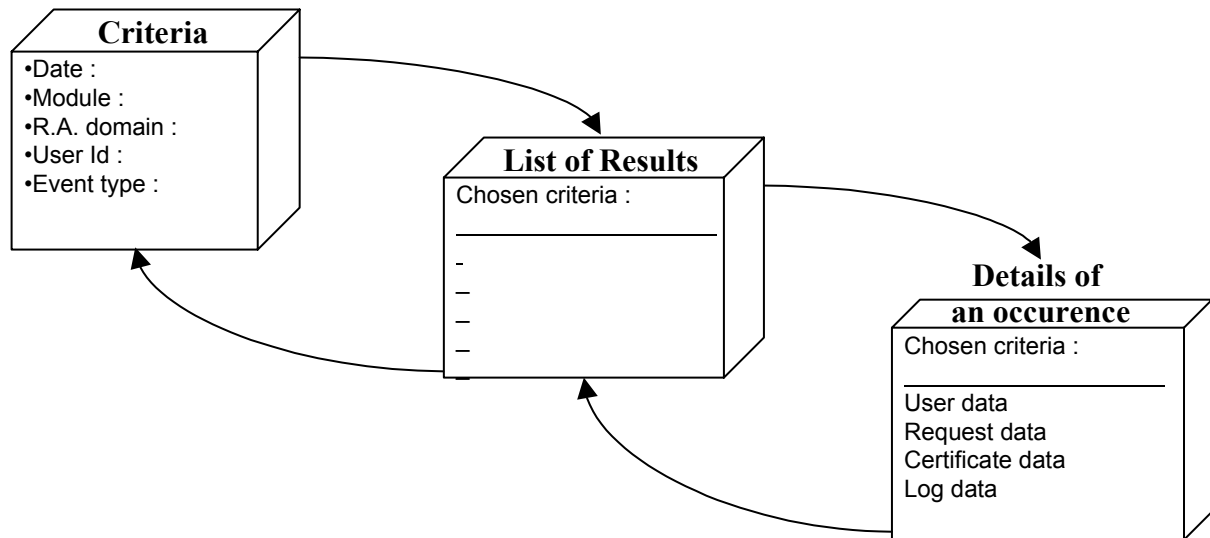 Criteria
•Date :
•Module :
•R.A. domain :
•User Id :
•Event type :
List of Results
Chosen criteria :
-
–
–
–
–
Details of
an occurence
Chosen criteria :
User data
Request data
Certificate data
Log data